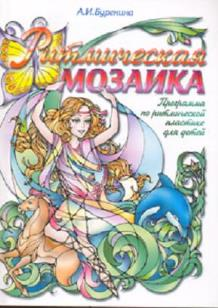 А.И.Буренина
Ритмическая
МОЗАИКА
Программа
по ритмической
пластике
для детей